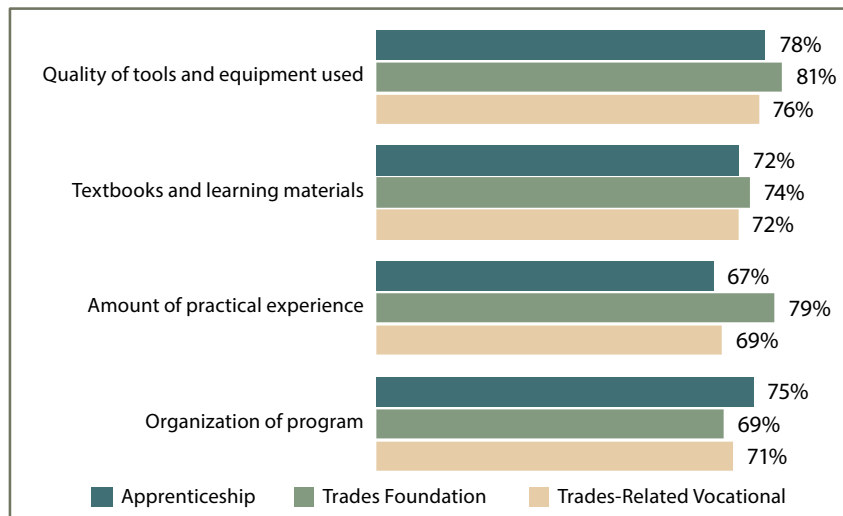 78%
Quality of tools and equipment used
81%
76%
72%
Textbooks and learning materials
74%
72%
67%
Amount of practical experience
79%
69%
75%
Organization of program
69%
71%
Apprenticeship
Trades Foundation
Trades-Related Vocational